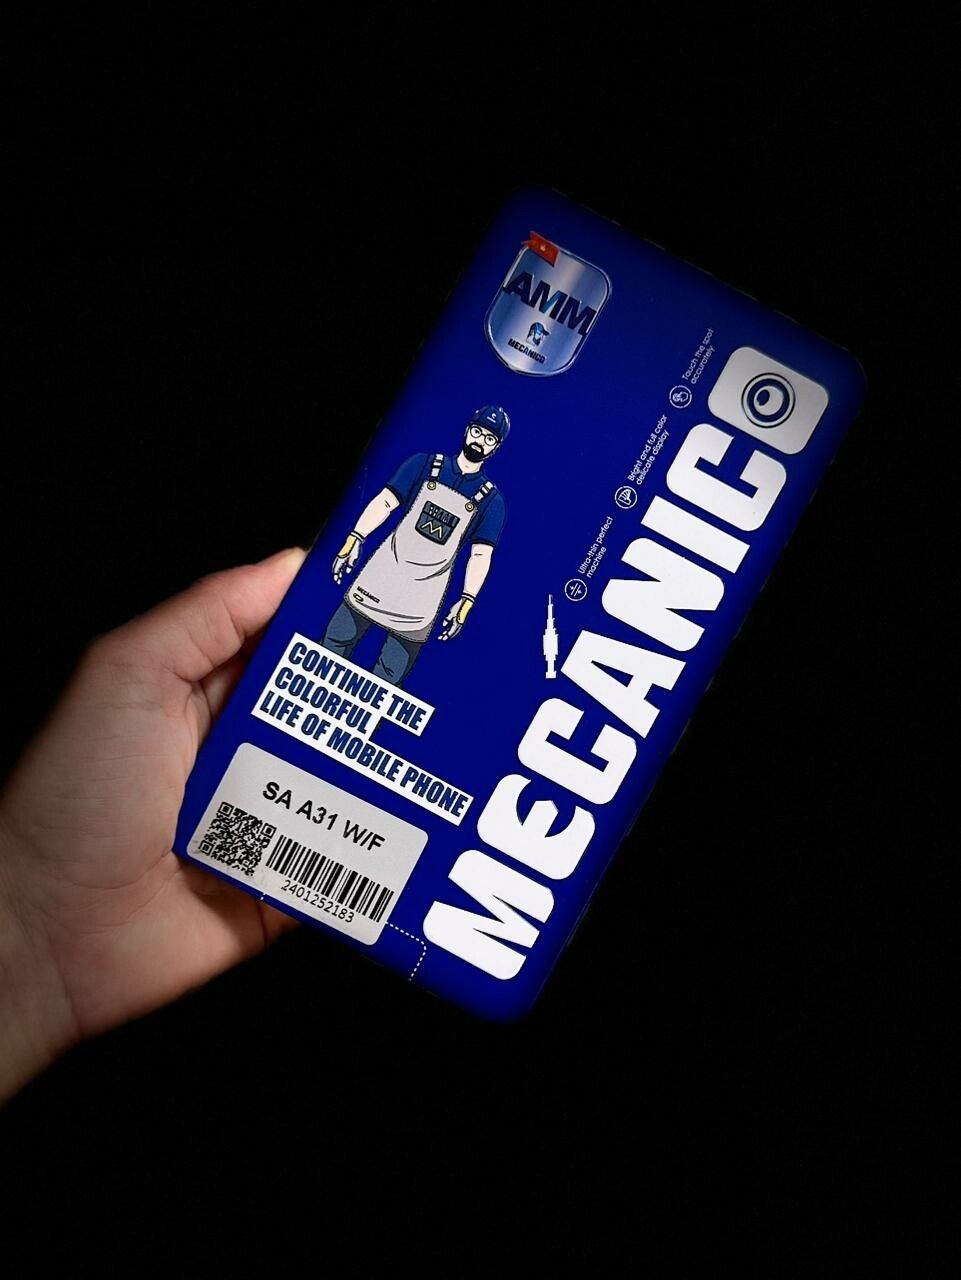 AMM
MECÁNICO
Touch the spot
accurately
Bright and full color
delicate display
Ultra-thin perfect
machine
MECÁNICO
MECANICO
CONTINUE THE
COLORFUL
LIFE OF MOBILE PHONE
SA A31 W/F
2401252183